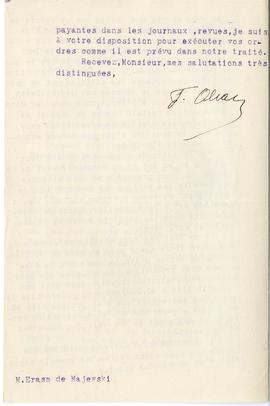 payantes dans les journaux ,revues,je suis
à votre disposition pour exécuter vos or-
dres comme il est prévu dans notre traité.
Recevez,Monsieur,mes salutations très
distinguées,
F. Alcan
M.Erasm de Majewski